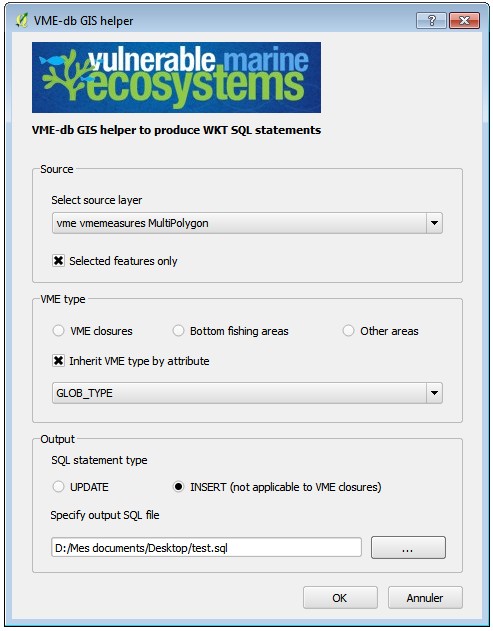 VME-db GIS helper
?
vulnerable marine
ecosystems
VME-db GIS helper to produce WKT SQL statements
Source
Select source layer
vme vmemeasures MultiPolygon
Selected features only
VME type
VME closures
Bottom fishing areas
Other areas
Inherit VME type by attribute
GLOB_TYPE
Output
SQL statement type
UPDATE
INSERT (not applicable to VME closures)
Specify output SQL file
D:/Mes documents/Desktop/test.sql
...
OK
Annuler